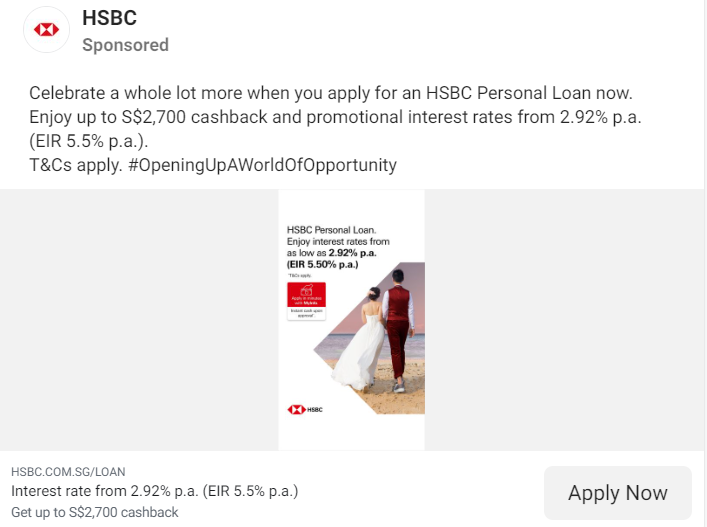 HSBC
Sponsored
Celebrate a whole lot more when you apply for an HSBC Personal Loan now.
Enjoy up to S$2,700 cashback and promotional interest rates from 2.92% p.a.
(EIR 5.5% p.a.).
T&Cs apply. #OpeningUpAWorldOfOpportunity
HSBC Personal Loan.
Enjoy interest rates from
as low as 2.92% p.a.
(EIR 5.50% p.a.)
*T&Cs apply.
Apply in minutes
with MyInfo
Instant cash upon
approval
HSBC
HSBC.COM.SG/LOAN
Interest rate from 2.92% p.a. (EIR 5.5% p.a.)
Get up to S$2,700 cashback
Apply Now